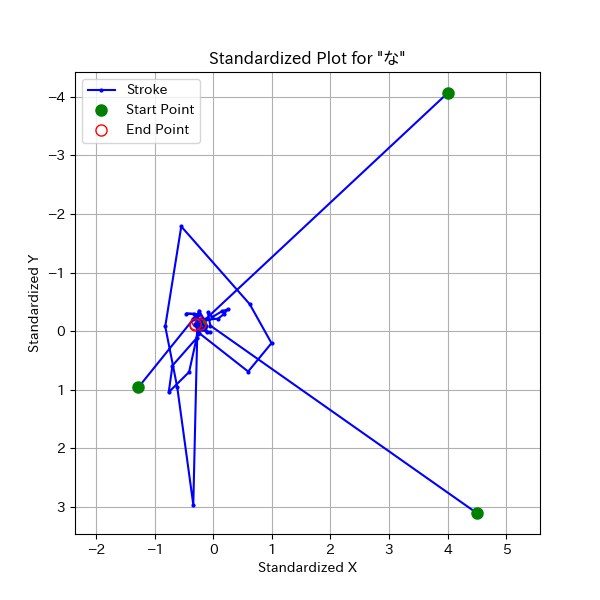 Standardized Plot for "な"
Stroke
Start Point
End Point
−4
−3
−2
−1
0
1
2
3
Standardized Y
−2 −1 0 1 2 3 4 5
Standardized X